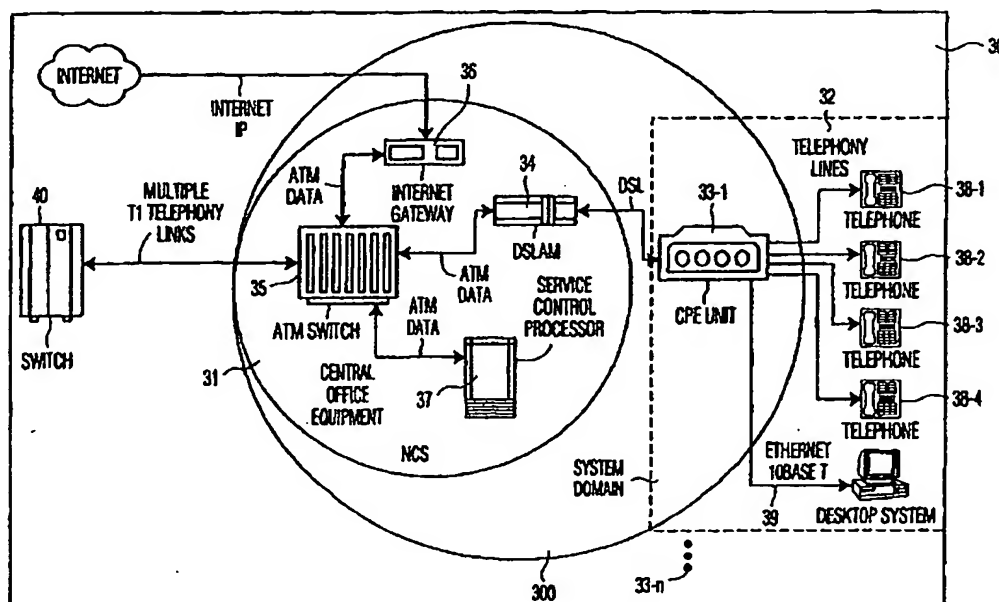 30
INTERNET
INTERNET
IP
36
32
TELEPHONY
LINES
34
DSL
33-1
ATM
DATA
INTERNET
GATEWAY
40
MULTIPLE
T1 TELEPHONY
LINKS
DSLAM
38-1
TELEPHONE
38-2
TELEPHONE
ATM
DATA
35
ATM SWITCH
ATM
DATA
SERVICE
CONTROL
PROCESSOR
CPE UNIT
38-3
TELEPHONE
SWITCH
31
CENTRAL
OFFICE
EQUIPMENT
37
38-4
TELEPHONE
NCS
SYSTEM
DOMAIN
ETHERNET
10BASE T
39
DESKTOP SYSTEM
300
33-n